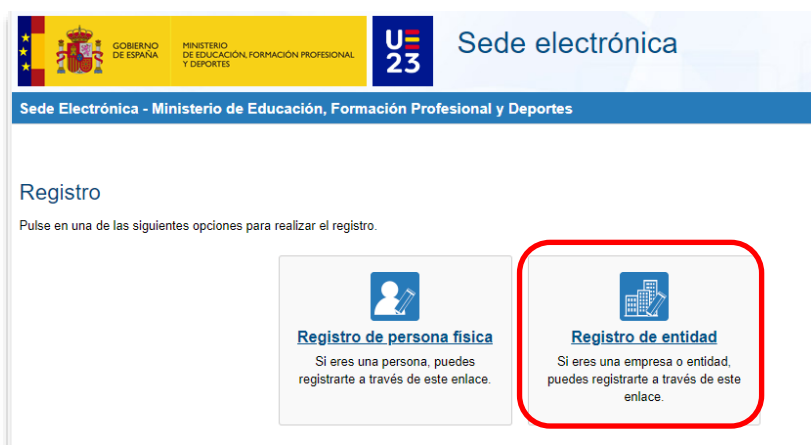 GOBIERNO
DE ESPAÑA
MINISTERIO
DE EDUCACIÓN, FORMACIÓN PROFESIONAL
Y DEPORTES
UE
23
Sede electrónica
Sede Electrónica - Ministerio de Educación, Formación Profesional y Deportes
Registro
Pulse en una de las siguientes opciones para realizar el registro.
Registro de persona física
Si eres una persona, puedes
registrarte a través de este enlace.
Registro de entidad
Si eres una empresa o entidad,
puedes registrarte a través de este
enlace.